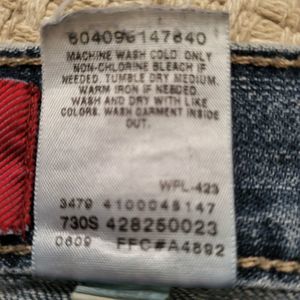 604096147840
MACHINE WASH COLD. ONLY
NON-CHLORINE BLEACH IF
NEEDED. TUMBLE DRY MEDIUM.
WARM IRON IF NEEDED.
WASH AND DRY WITH LIKE
COLORS. WASH GARMENT INSIDE
OUT.
WPL-423
3479 4100048147
730S 428250023
0609 FFC#A4892